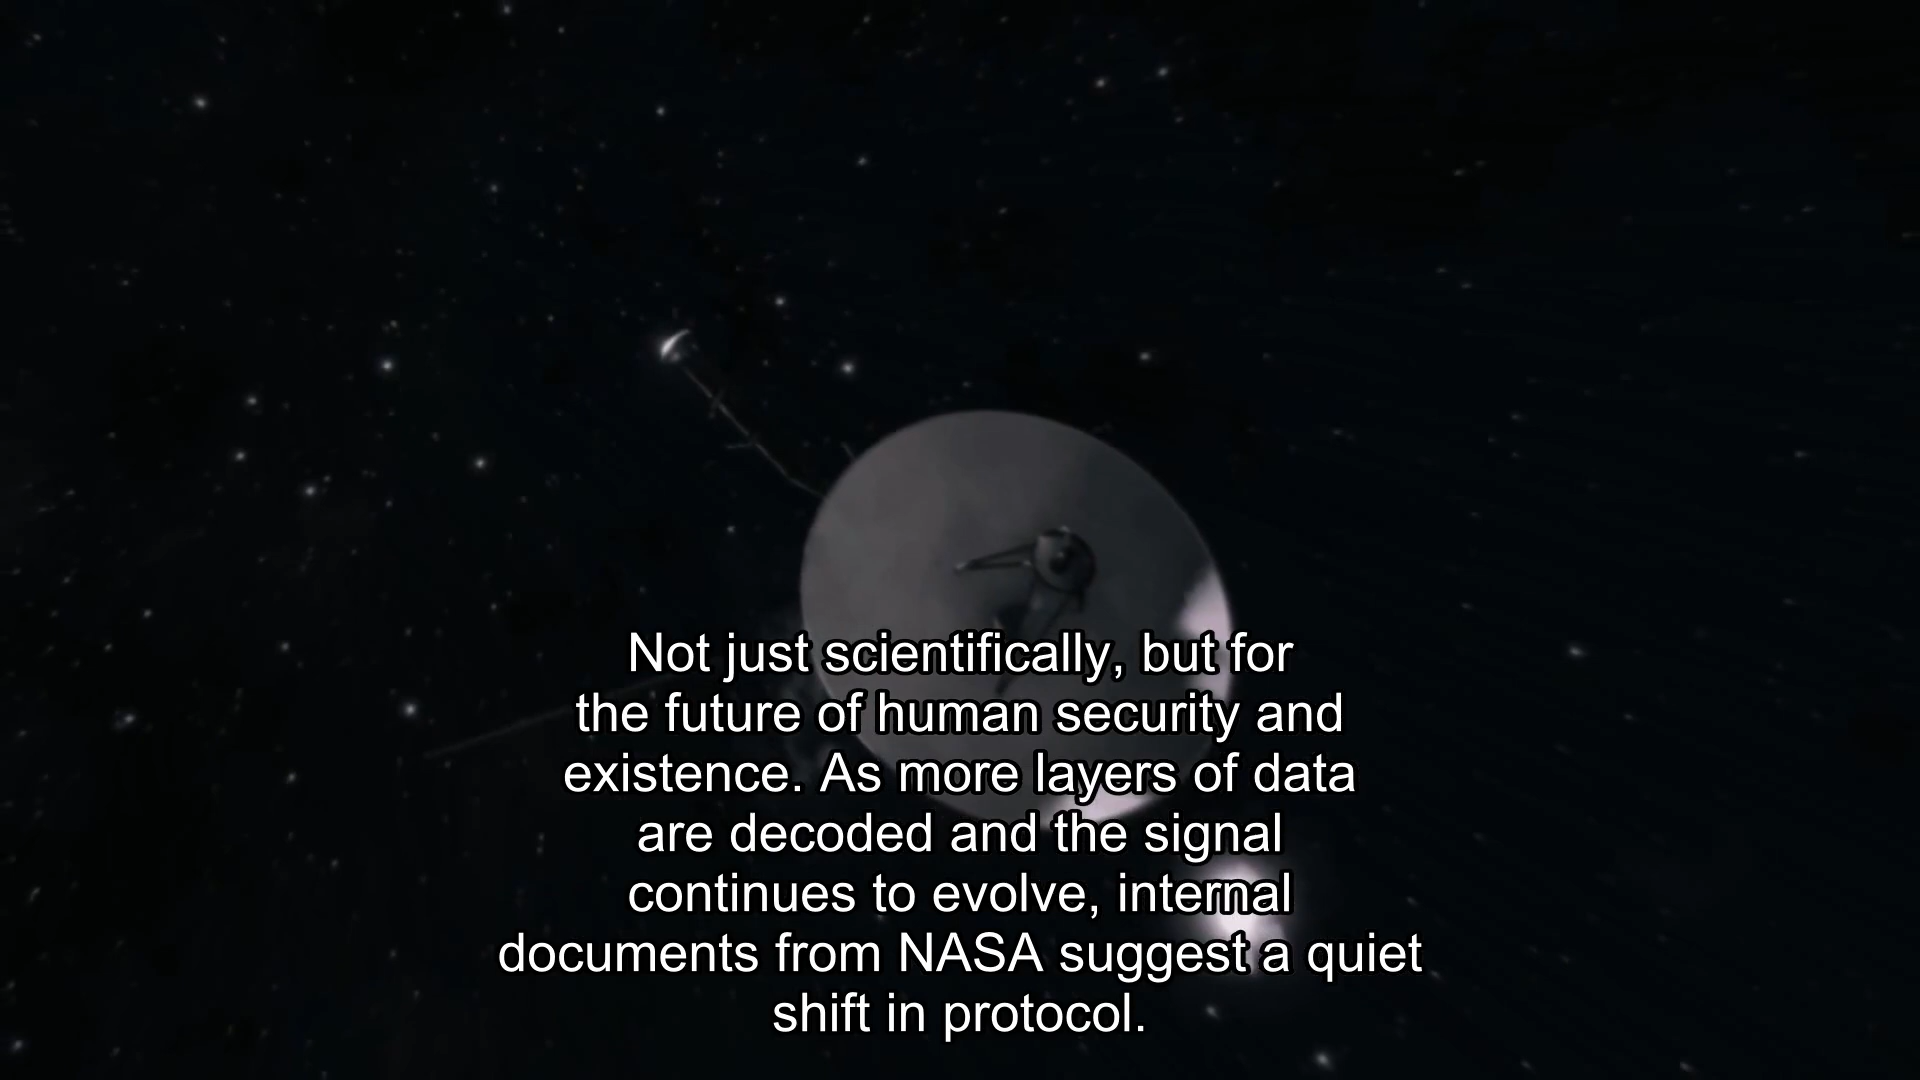 Not just scientifically, but for
the future of human security and
existence. As more layers of data
are decoded and the signal
continues to evolve, internal
documents from NASA suggest a quiet
shift in protocol.